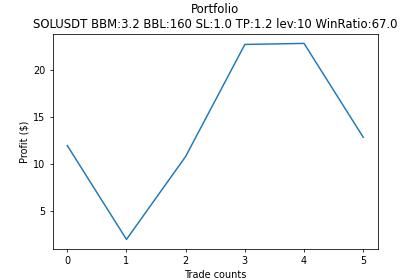 Portfolio
SOLUSDT BBM:3.2 BBL:160 SL:1.0 TP:1.2 lev:10 WinRatio:67.0
20
15
10
5
Profit ($)
0 1 2 3 4 5
Trade counts